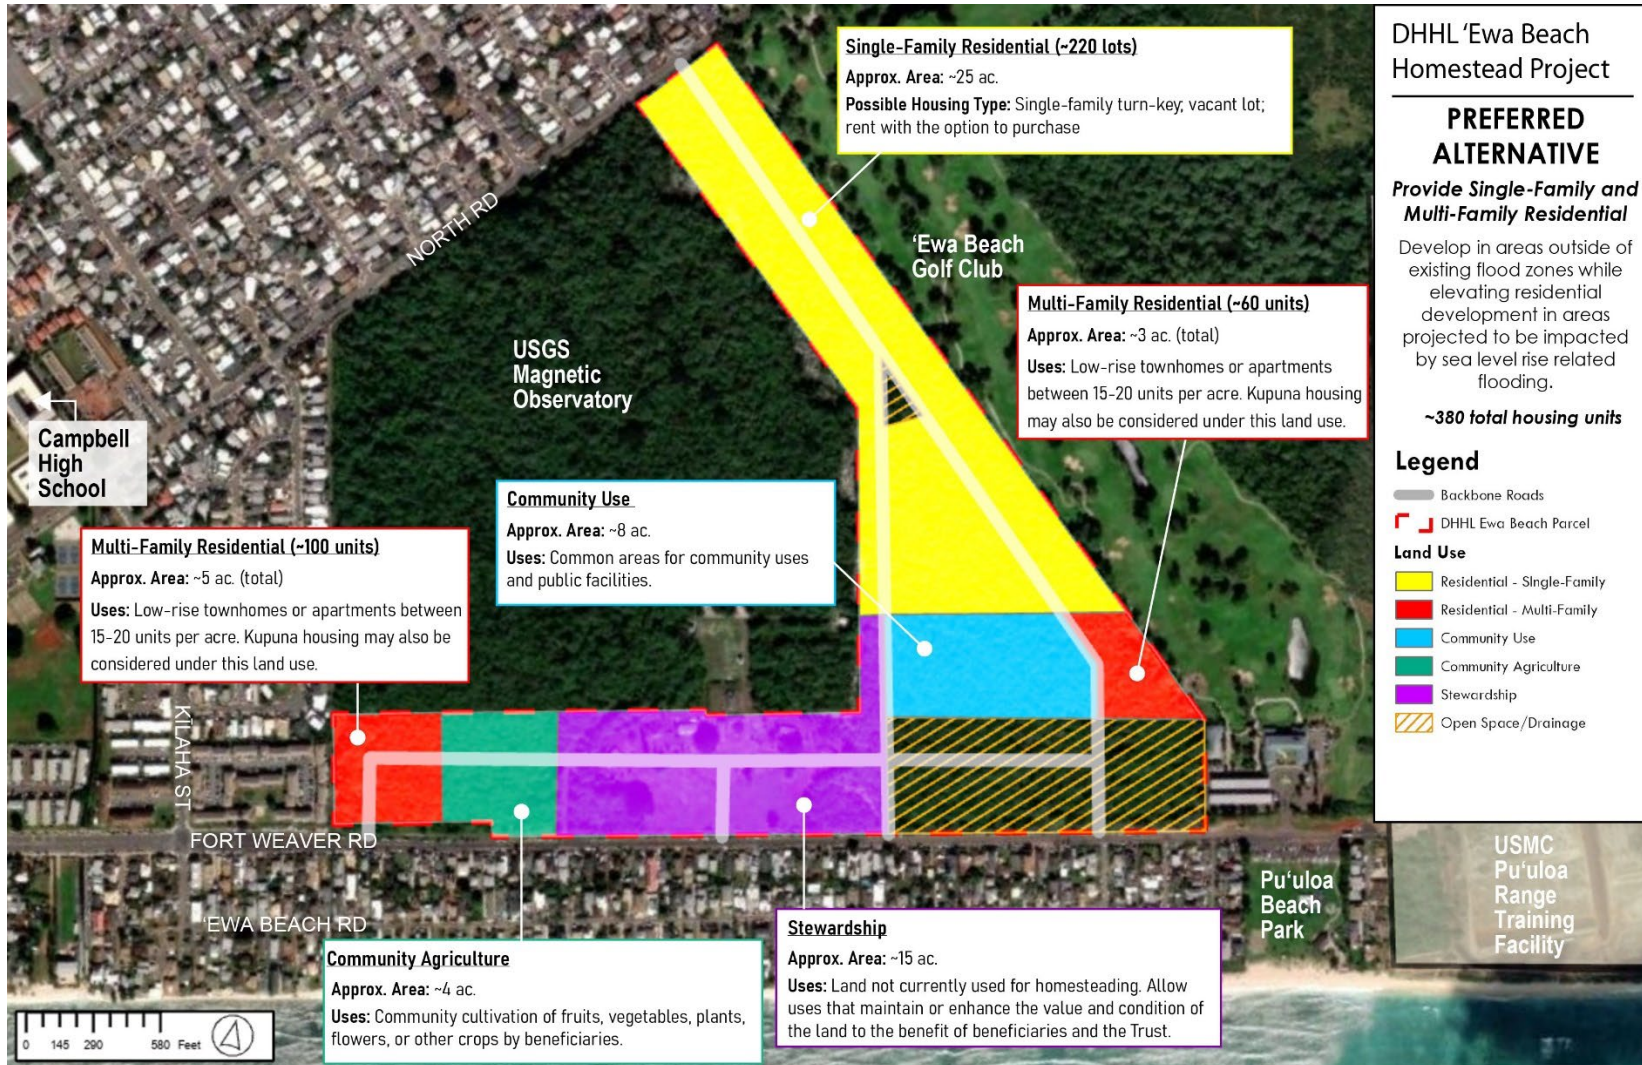 Single-Family Residential (~220 lots)
Approx. Area: ~25 ac.
Possible Housing Type: Single-family turn-key; vacant lot;
rent with the option to purchase
DHHL ʻEwa Beach
Homestead Project
PREFERRED
ALTERNATIVE
Provide Single-Family and
Multi-Family Residential
Develop in areas outside of
existing flood zones while
elevating residential
development in areas
projected to be impacted
by sea level rise related
flooding.
~380 total housing units
Legend
Backbone Roads
DHHL Ewa Beach Parcel
Land Use
Residential - SIngle-Family
Residential - Multi-Family
Community Use
Community Agriculture
Stewardship
Open Space/Drainage
NORTH RD
ʻEwa Beach
Golf Club
Multi-Family Residential (~60 units)
Approx. Area: ~3 ac. (total)
Uses: Low-rise townhomes or apartments
between 15-20 units per acre. Kupuna housing
may also be considered under this land use.
USGS
Magnetic
Observatory
Campbell
High
School
Community Use
Approx. Area: ~8 ac.
Uses: Common areas for community uses
and public facilities.
Multi-Family Residential (~100 units)
Approx. Area: ~5 ac. (total)
Uses: Low-rise townhomes or apartments between
15-20 units per acre. Kupuna housing may also be
considered under this land use.
KĪLAHA ST
FORT WEAVER RD
ʻEWA BEACH RD
Puʻuloa
Beach
Park
USMC
Puʻuloa
Range
Training
Facility
Community Agriculture
Approx. Area: ~4 ac.
Uses: Community cultivation of fruits, vegetables, plants,
flowers, or other crops by beneficiaries.
Stewardship
Approx. Area: ~15 ac.
Uses: Land not currently used for homesteading. Allow
uses that maintain or enhance the value and condition of
the land to the benefit of beneficiaries and the Trust.
0 145 290 580 Feet